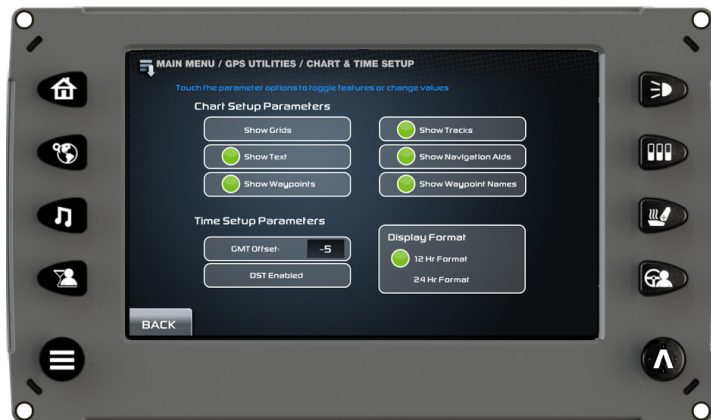 MAIN MENU / GPS UTILITIES / CHART & TIME SETUP
Touch the parameter options to toggle features or change values
Chart Setup Parameters
Show Grids
Show Tracks
Show Text
Show Navigation Aids
Show Waypoints
Show Waypoint Names
Time Setup Parameters
GMT Offset: -5
DST Enabled
Display Format
12 Hr Format
24 Hr Format
BACK